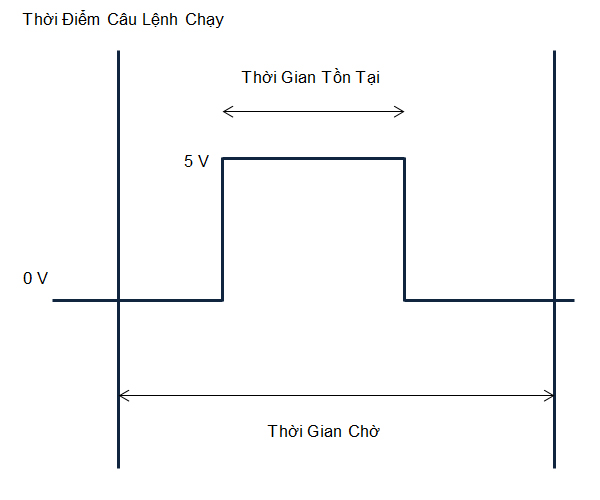 Thời Điểm Câu Lệnh Chạy
Thời Gian Tồn Tại
5 V
0 V
Thời Gian Chờ